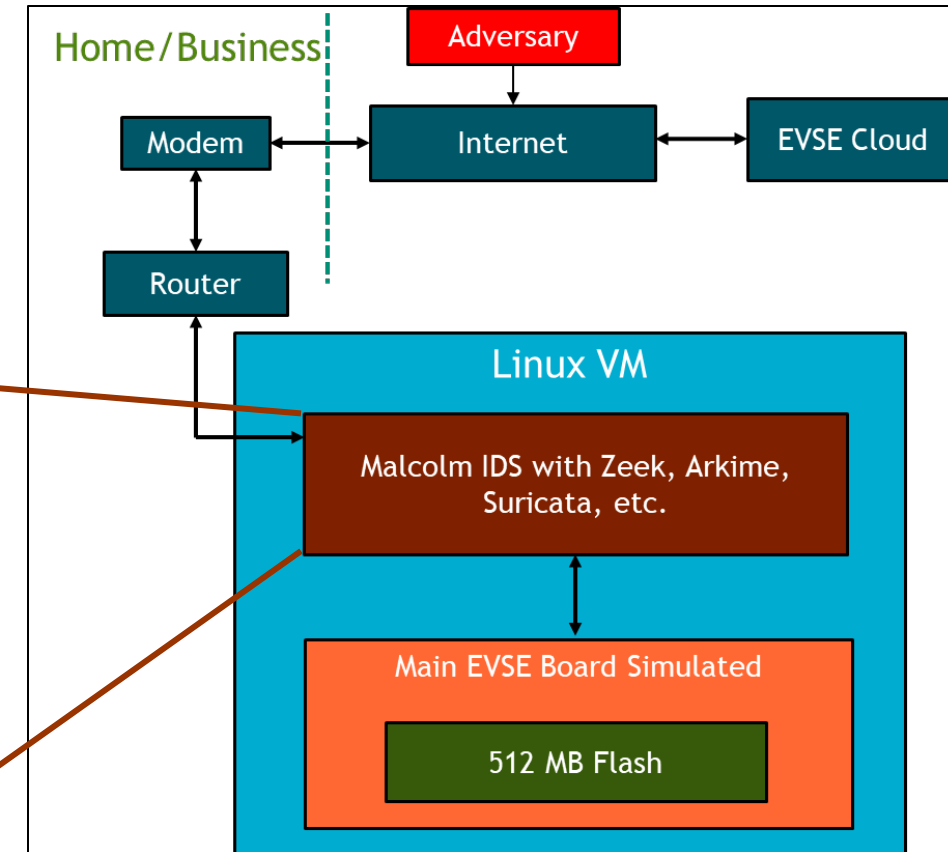 Home/Business
Adversary
Modem
Internet
EVSE Cloud
Router
Linux VM
Malcolm IDS with Zeek, Arkime,
Suricata, etc.
Main EVSE Board Simulated
512 MB Flash